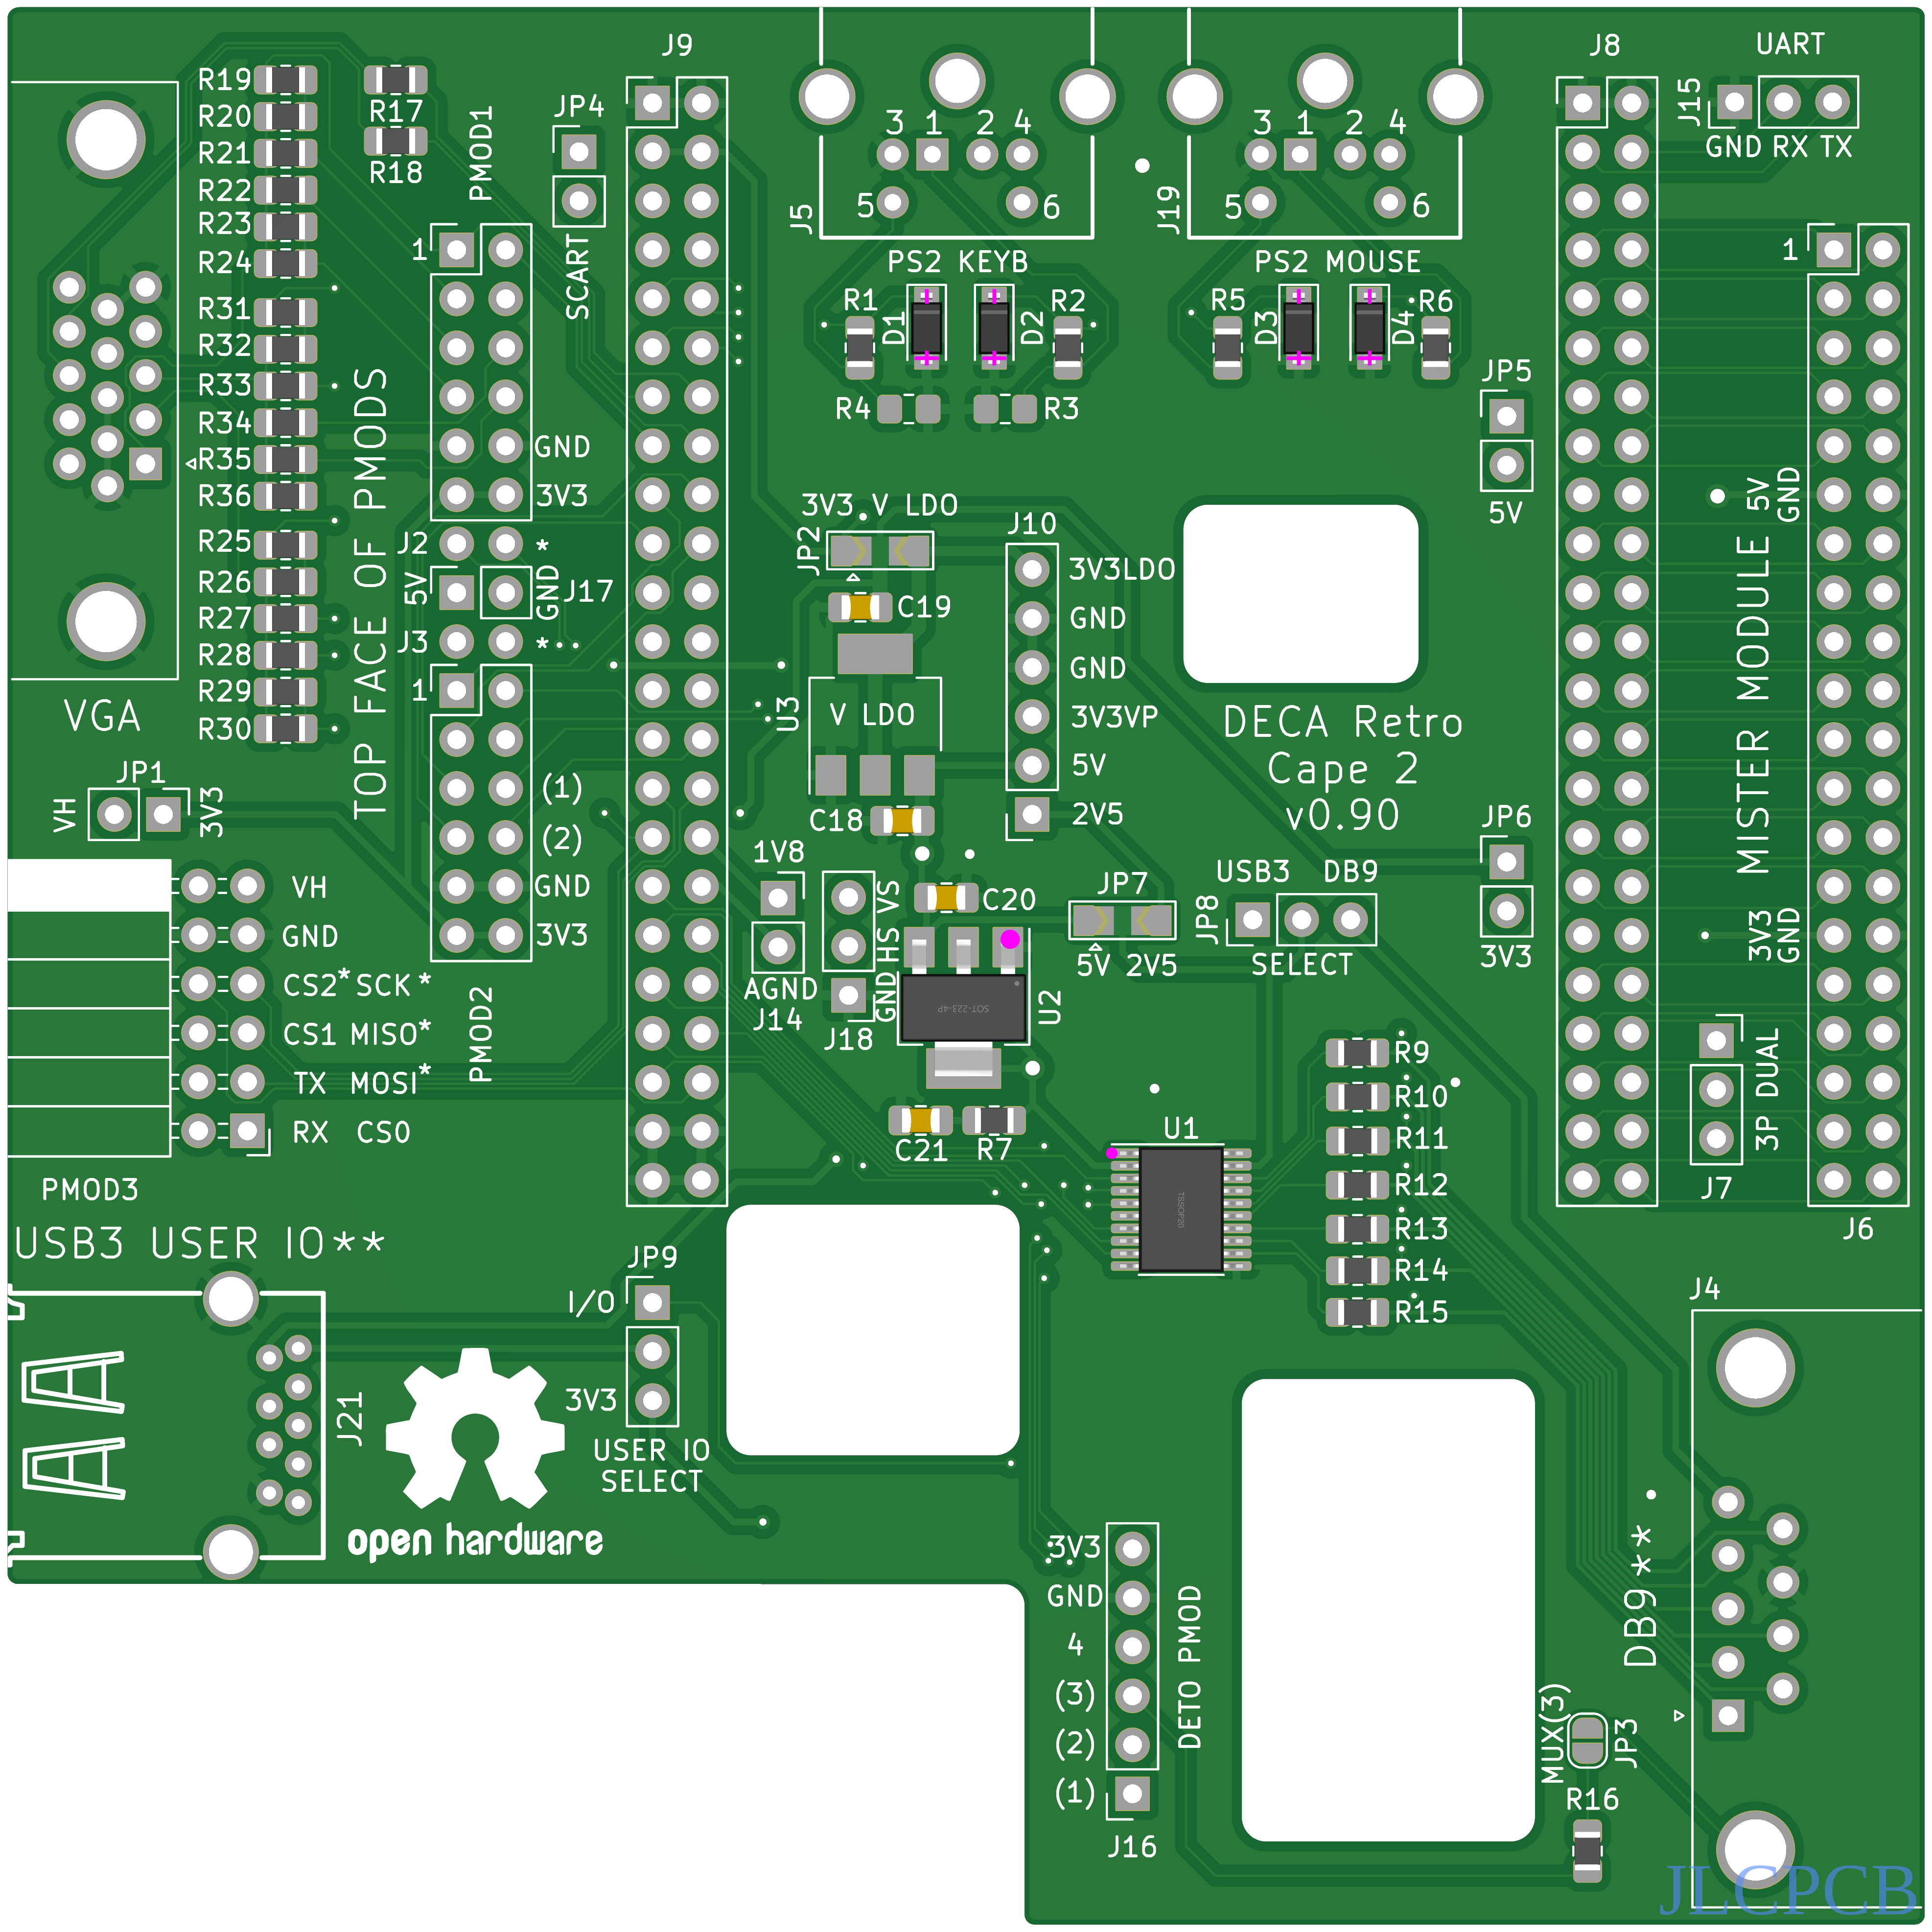 J9
J8
UART
R19
R20
R21
R22
R23
R24
R17
R18
PMOD1
JP4
SCART
3 1 2 4
5 6
J5
PS2 KEYB
3 1 2 4
5 6
J19
PS2 MOUSE
J15
GND RX TX
1
1
R31
R32
R33
R34
R35
R36
R1
D1
D2
R2
R4
R3
R5
D3
D4
R6
JP5
5V
GND
3V3
TOP FACE OF PMODS
R25
R26
R27
R28
R29
R30
J2
*
5V
GND
J17
J3
*
1
3V3 V LDO
JP2
J10
3V3LDO
GND
GND
3V3VP
5V
2V5
C19
U3
V LDO
C18
5V
GND
MISTER MODULE
DECA Retro
Cape 2
v0.90
VGA
JP1
VH
3V3
(1)
(2)
GND
3V3
PMOD2
JP6
3V3
1V8
AGND
J14
GND HS VS
J18
C20
JP7
5V 2V5
USB3 DB9
JP8
SELECT
SOT-223-4P
U2
3V3
GND
VH
GND
CS2* SCK*
CS1 MISO*
TX MOSI*
RX CS0
PMOD3
C21
R7
U1
TSSOP20
R9
R10
R11
R12
R13
R14
R15
3P DUAL
J7
J6
USB3 USER IO**
JP9
I/O
3V3
USER IO
SELECT
J21
open hardware
J4
DB9**
3V3
GND
4
(3)
(2)
(1)
DETO PMOD
J16
MUX(3)
JP3
R16
JLCPCB